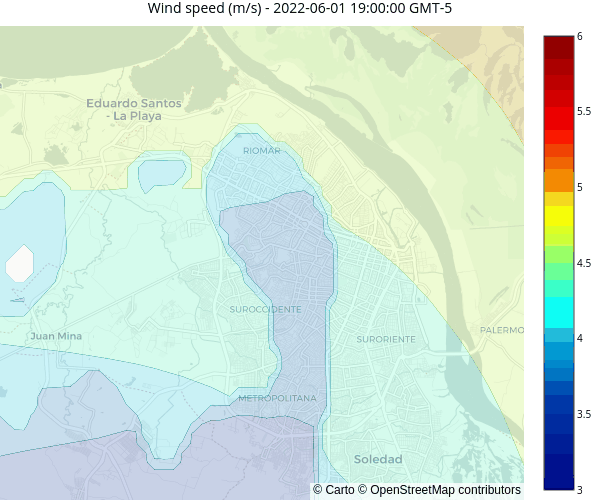 Wind speed (m/s) - 2022-06-01 19:00:00 GMT-5
6
5.5
5
4.5
4
3.5
3
Eduardo Santos
- La Playa
RIOMAR
SUROCCIDENTE
Juan Mina
SURORIENTE
PALERMO
METROPOLITANA
Soledad
© Carto © OpenStreetMap contributors